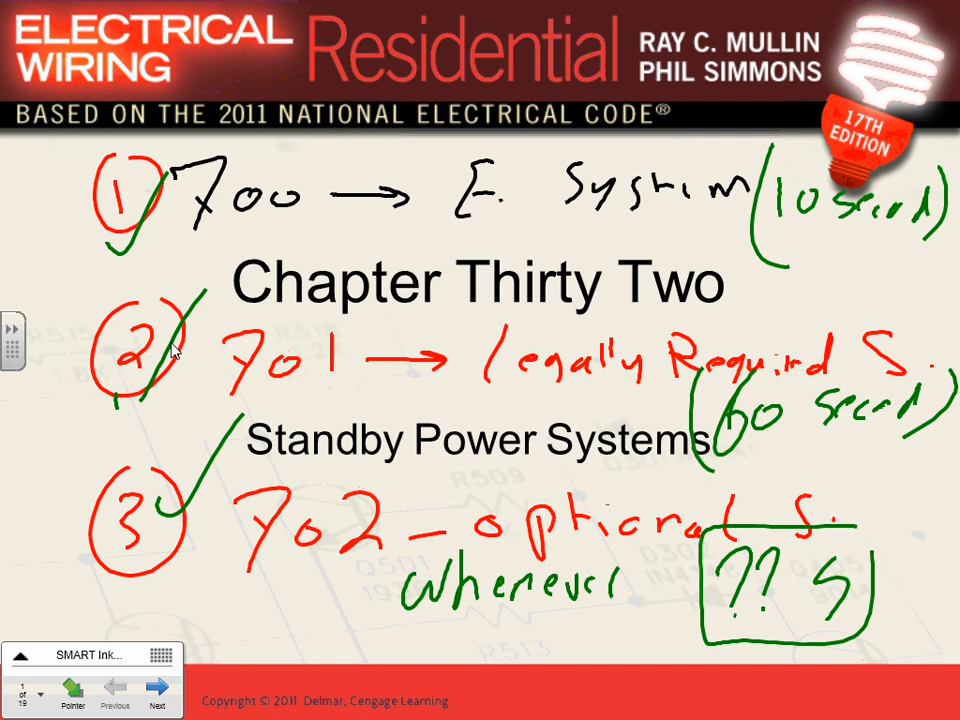 ELECTRICAL WIRING Residential RAY C. MULLIN PHIL SIMMONS
BASED ON THE 2011 NATIONAL ELECTRICAL CODE®
17TH EDITION
1 700 → E. System (10 second)
Chapter Thirty Two
2 701 → Legally Required S.
(60 second)
Standby Power Systems
3 702 - optional S.
whenever ?? S
R509
R513
SMART Ink...
1 of 19
Pointer Previous Next
Copyright © 2011 Delmar, Cengage Learning